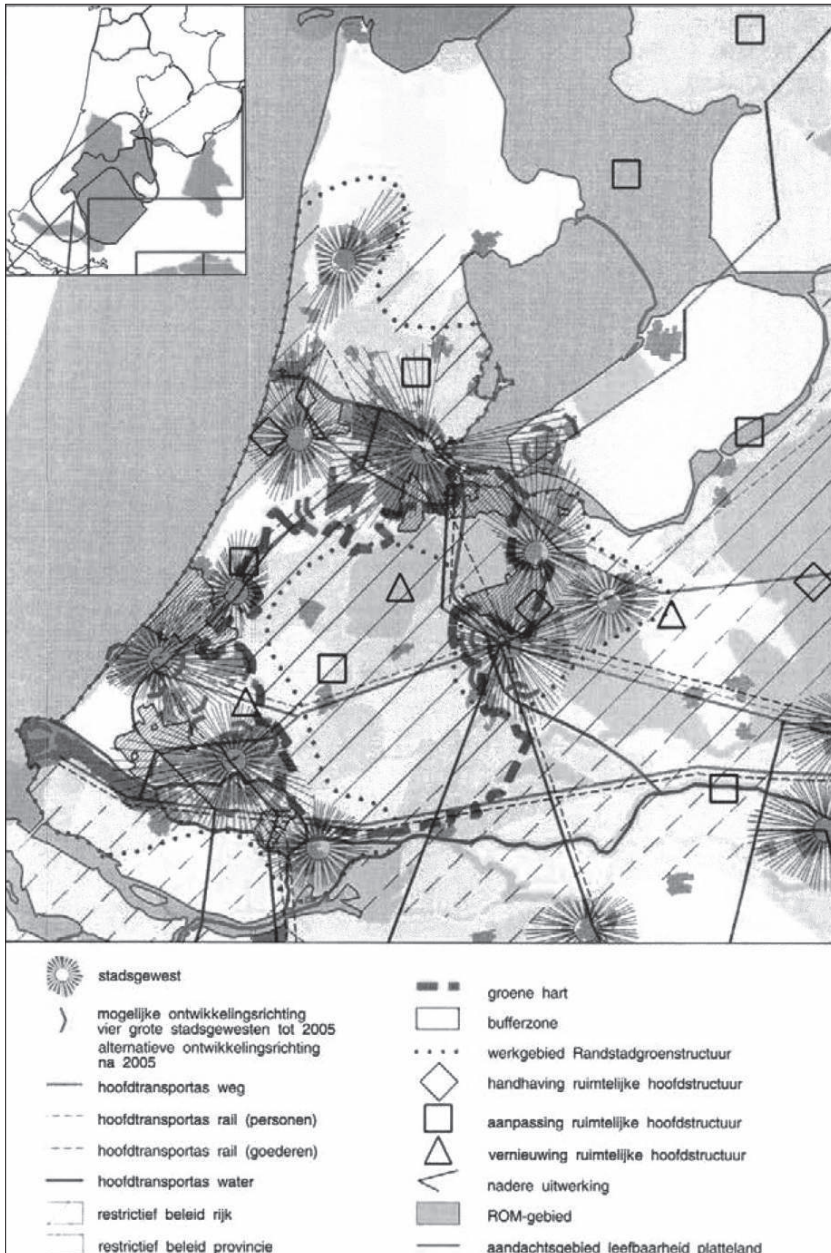 stadsgewest
mogelijke ontwikkelingsrichting
vier grote stadsgewesten tot 2005
alternatieve ontwikkelingsrichting
na 2005
hoofdtransportas weg
hoofdtransportas rail (personen)
hoofdtransportas rail (goederen)
hoofdtransportas water
restrictief beleid rijk
restrictief beleid provincie
groene hart
bufferzone
werkgebied Randstadgroenstructuur
handhaving ruimtelijke hoofdstructuur
aanpassing ruimtelijke hoofdstructuur
vernieuwing ruimtelijke hoofdstructuur
nadere uitwerking
ROM-gebied
aandachtsgebied leefbaarheid platteland